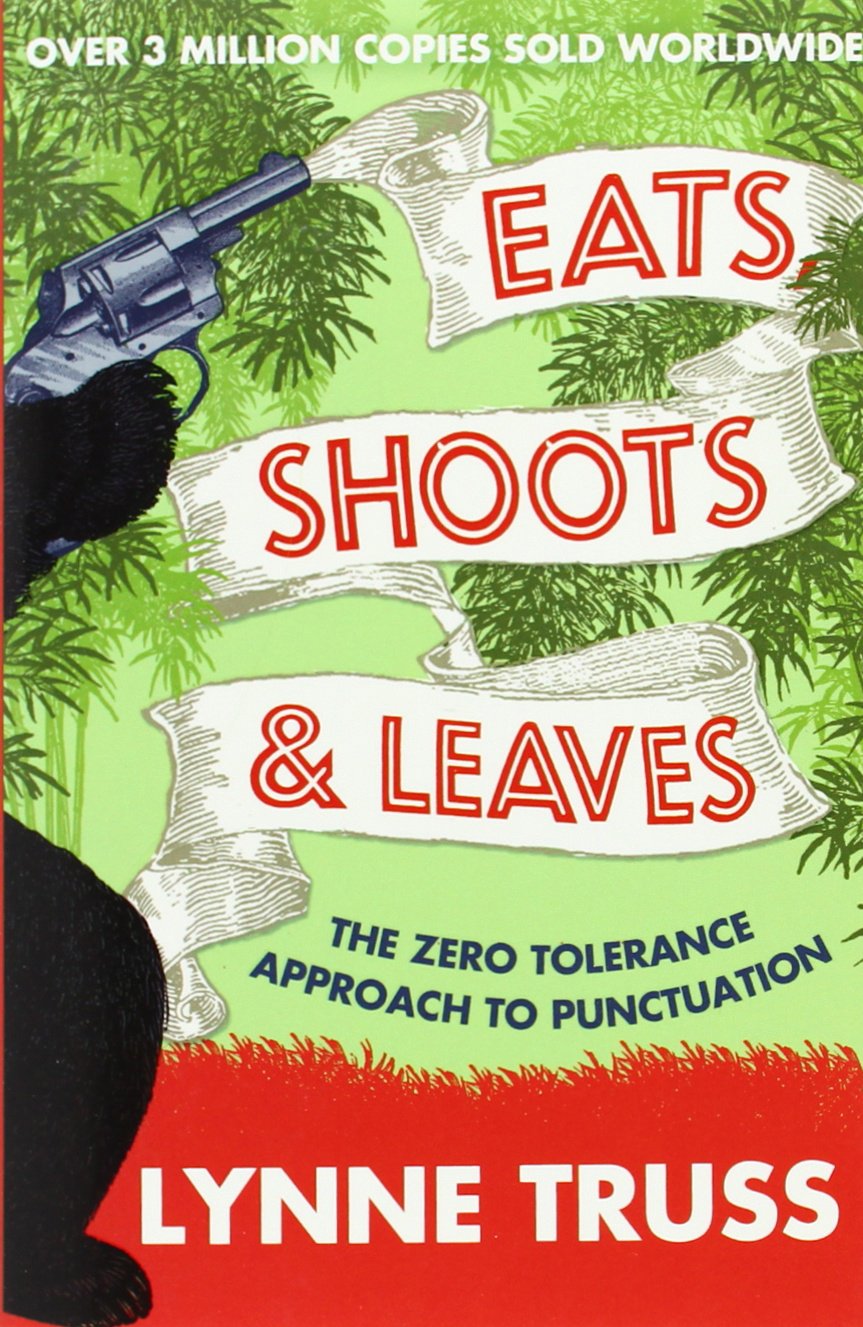 OVER 3 MILLION COPIES SOLD WORLDWIDE
EATS,
SHOOTS
& LEAVES
THE ZERO TOLERANCE
APPROACH TO PUNCTUATION
LYNNE TRUSS